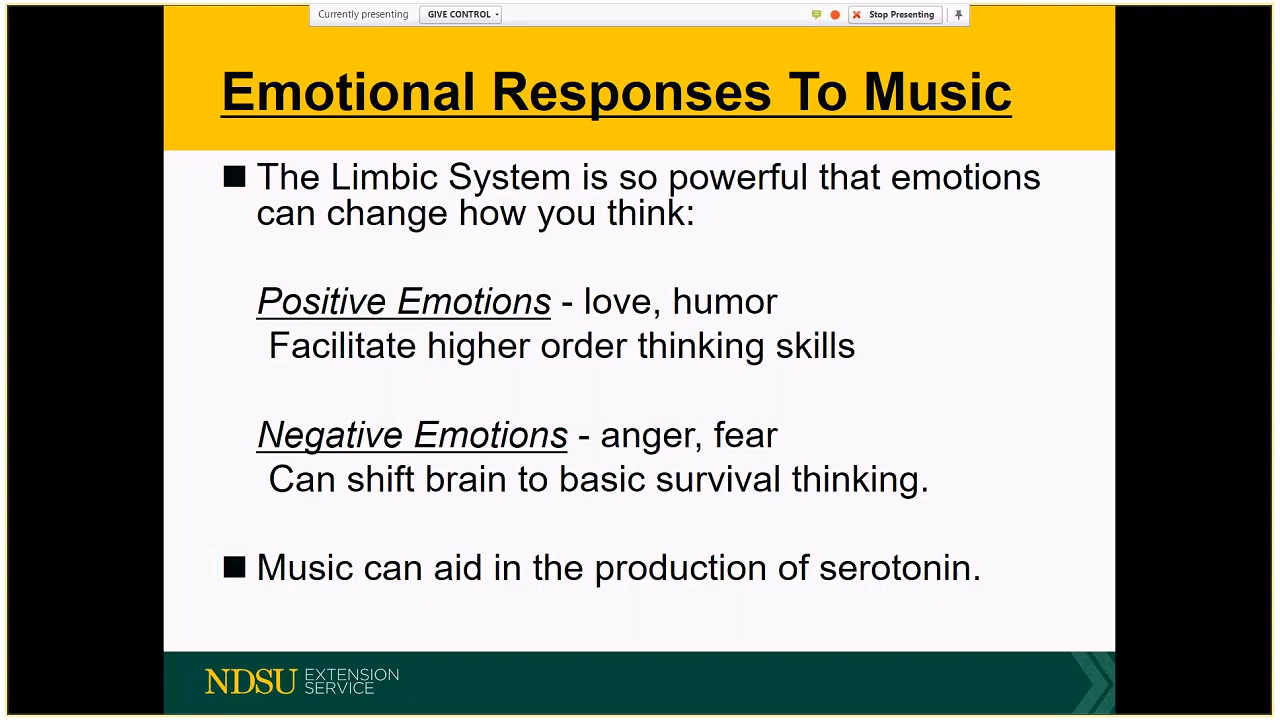 Currently presenting GIVE CONTROL Stop Presenting
Emotional Responses To Music
The Limbic System is so powerful that emotions
can change how you think:
Positive Emotions - love, humor
Facilitate higher order thinking skills
Negative Emotions - anger, fear
Can shift brain to basic survival thinking.
Music can aid in the production of serotonin.
NDSU EXTENSION
SERVICE